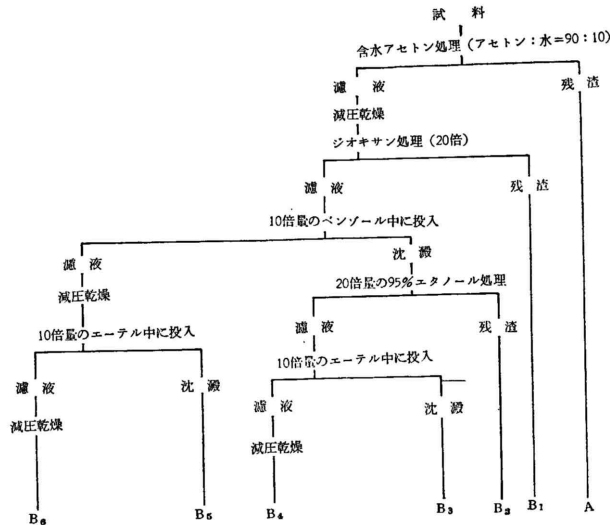 試料
含水アセトン処理(アセトン:水=90:10)
濾液
残渣
減圧乾燥
ジオキサン処理(20倍)
濾液
残渣
10倍量のベンゾール中に投入
濾液
沈澱
減圧乾燥
20倍量の95%エタノール処理
濾液
残渣
10倍量のエーテル中に投入
10倍量のエーテル中に投入
濾液
沈澱
濾液
沈澱
減圧乾燥
減圧乾燥
B₆
B₅
B₄
B₃
B₂
B₁
A